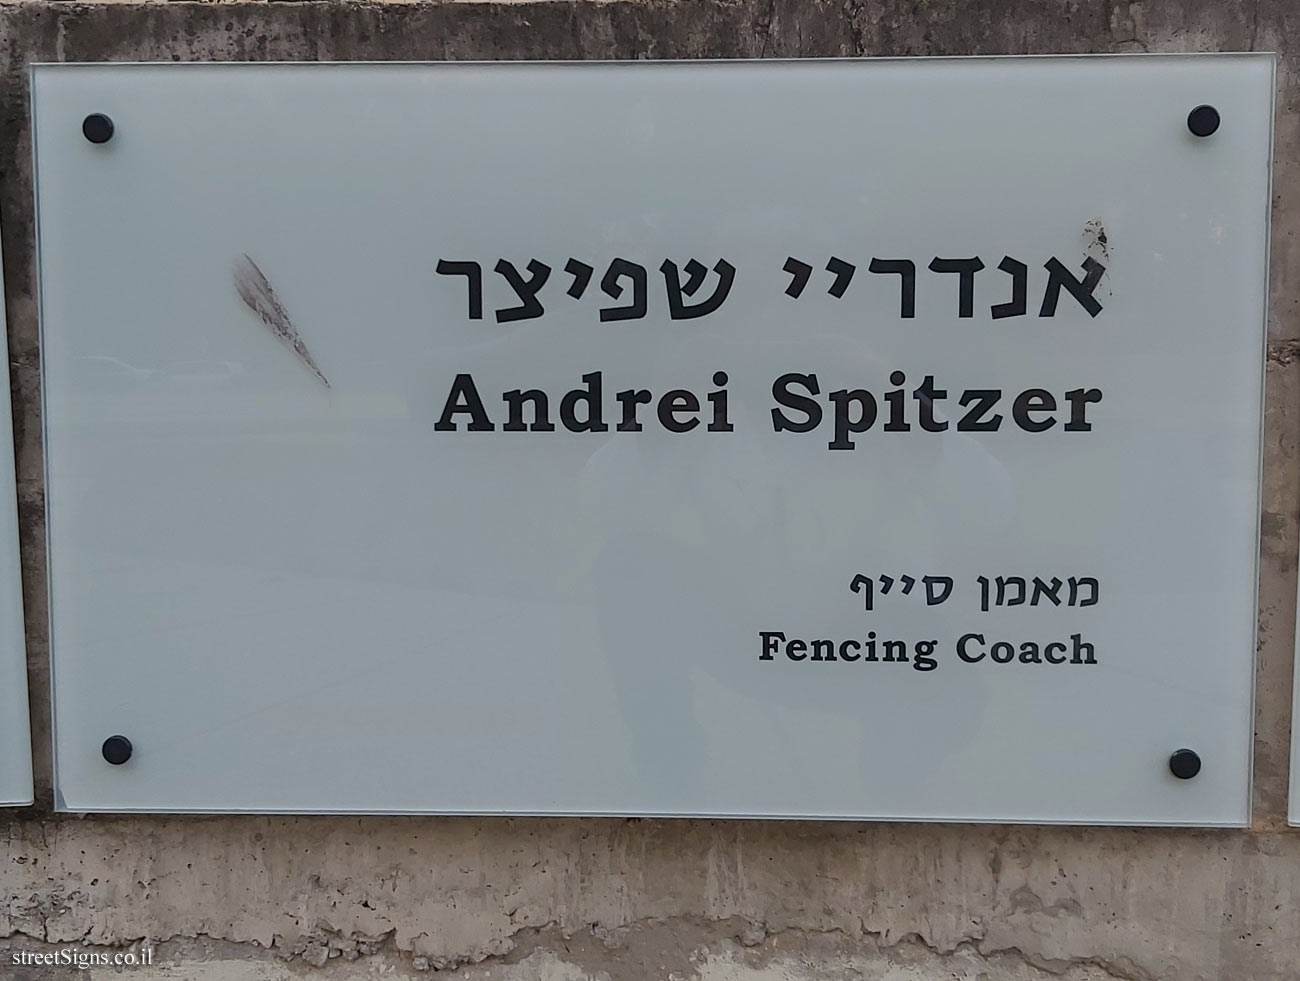 אנדריי שפיצר
Andrei Spitzer
מאמן סייף
Fencing Coach
streetSigns.co.il